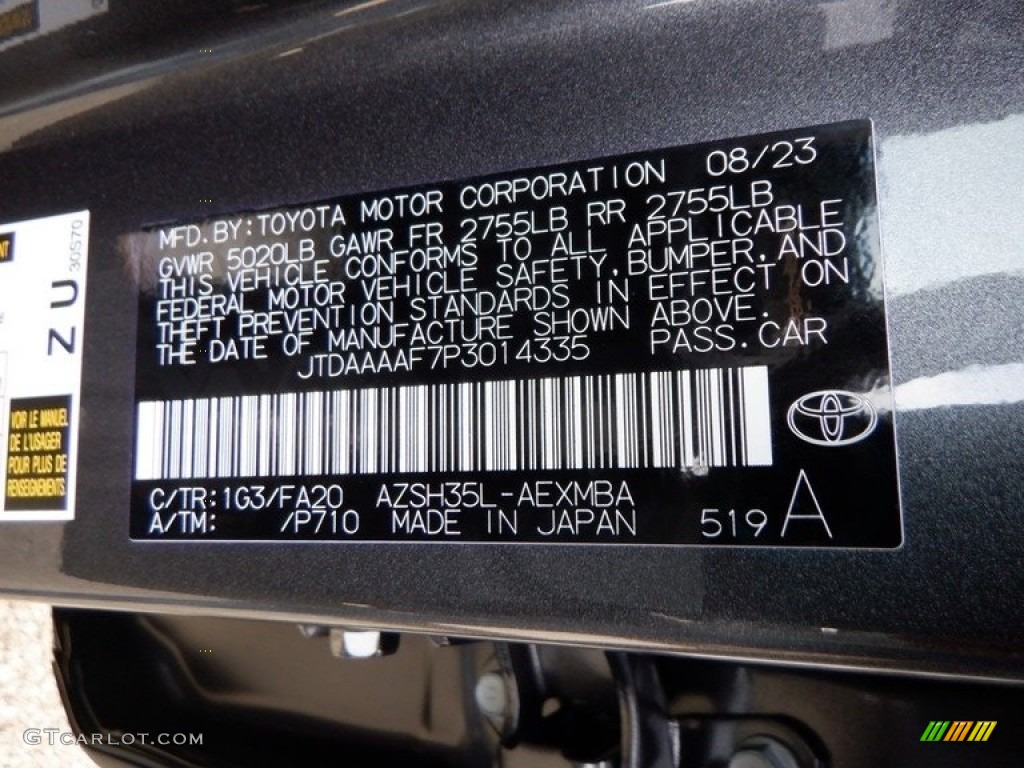 MFD.BY:TOYOTA MOTOR CORPORATION 08/23
GVWR 5020LB GAWR FR 2755LB RR 2755LB
THIS VEHICLE CONFORMS TO ALL APPLICABLE
FEDERAL MOTOR VEHICLE SAFETY,BUMPER,AND
THEFT PREVENTION STANDARDS IN EFFECT ON
THE DATE OF MANUFACTURE SHOWN ABOVE.
JTDAAAAF7P3014335 PASS.CAR
C/TR:1G3/FA20 AZSH35L-AEXMBA
A/TM: /P710 MADE IN JAPAN 519 A
ZU
30570
VOIR LE MANUEL
DE L'USAGER
POUR PLUS DE
RENSEIGNEMENTS.
GTCarLot.com